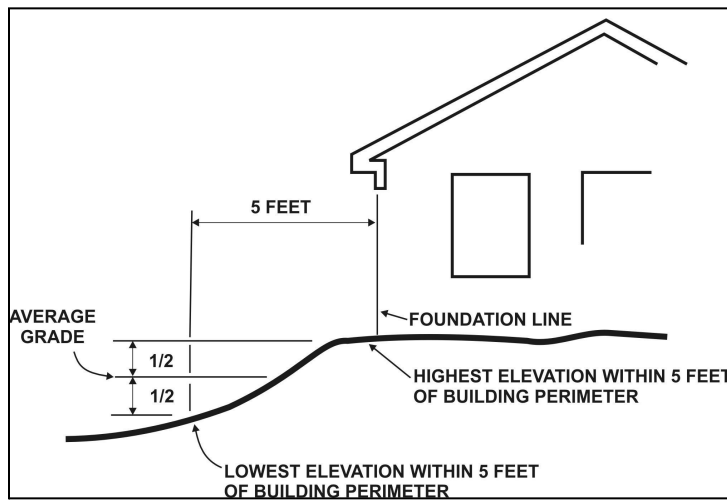 5 FEET
AVERAGE
GRADE
1/2
1/2
FOUNDATION LINE
HIGHEST ELEVATION WITHIN 5 FEET
OF BUILDING PERIMETER
LOWEST ELEVATION WITHIN 5 FEET
OF BUILDING PERIMETER